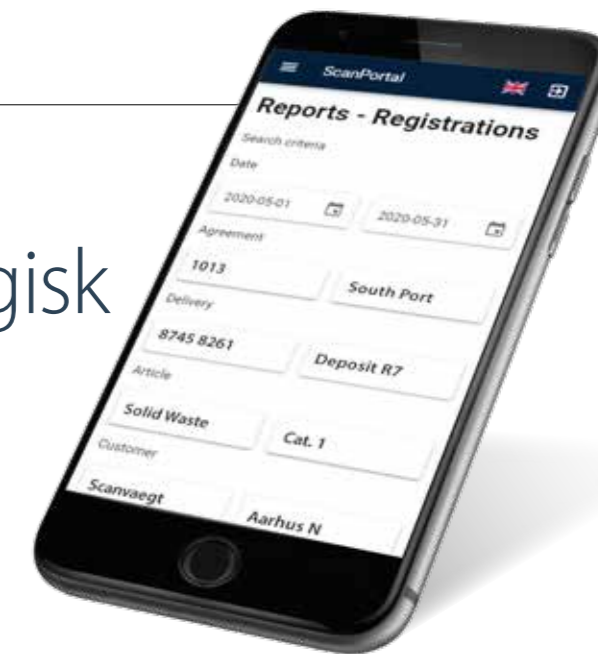 gisk
ScanPortal
Reports - Registrations
Search criteria
Date
2020-05-01 2020-05-31
Agreement
1013 South Port
Delivery
8745 8261 Deposit R7
Article
Solid Waste Cat. 1
Customer
Scanvaegt Aarhus N